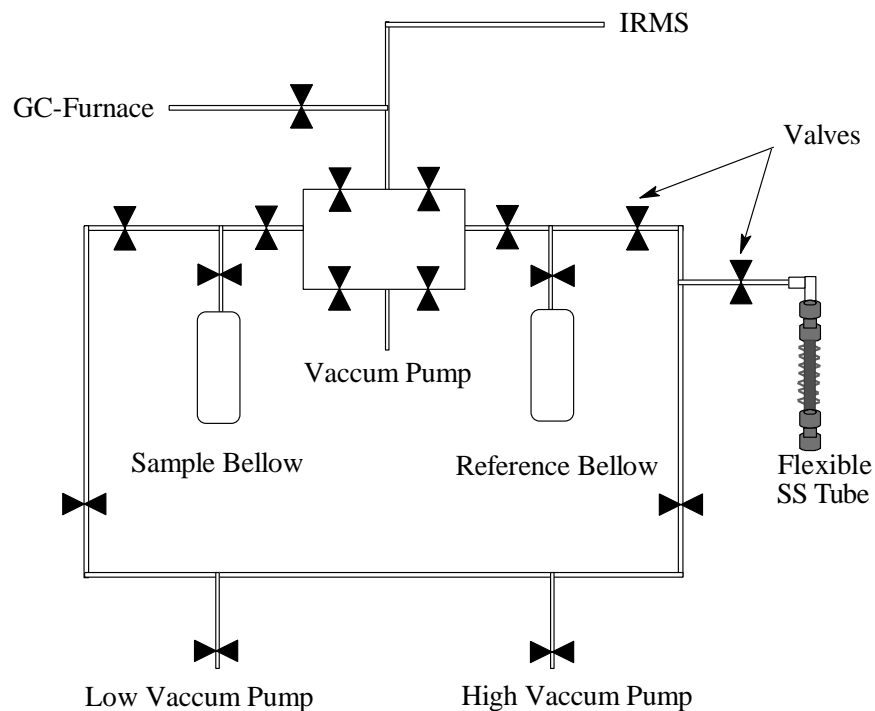 IRMS
GC-Furnace
Valves
Vaccum Pump
Sample Bellow
Reference Bellow
Flexible
SS Tube
Low Vaccum Pump
High Vaccum Pump